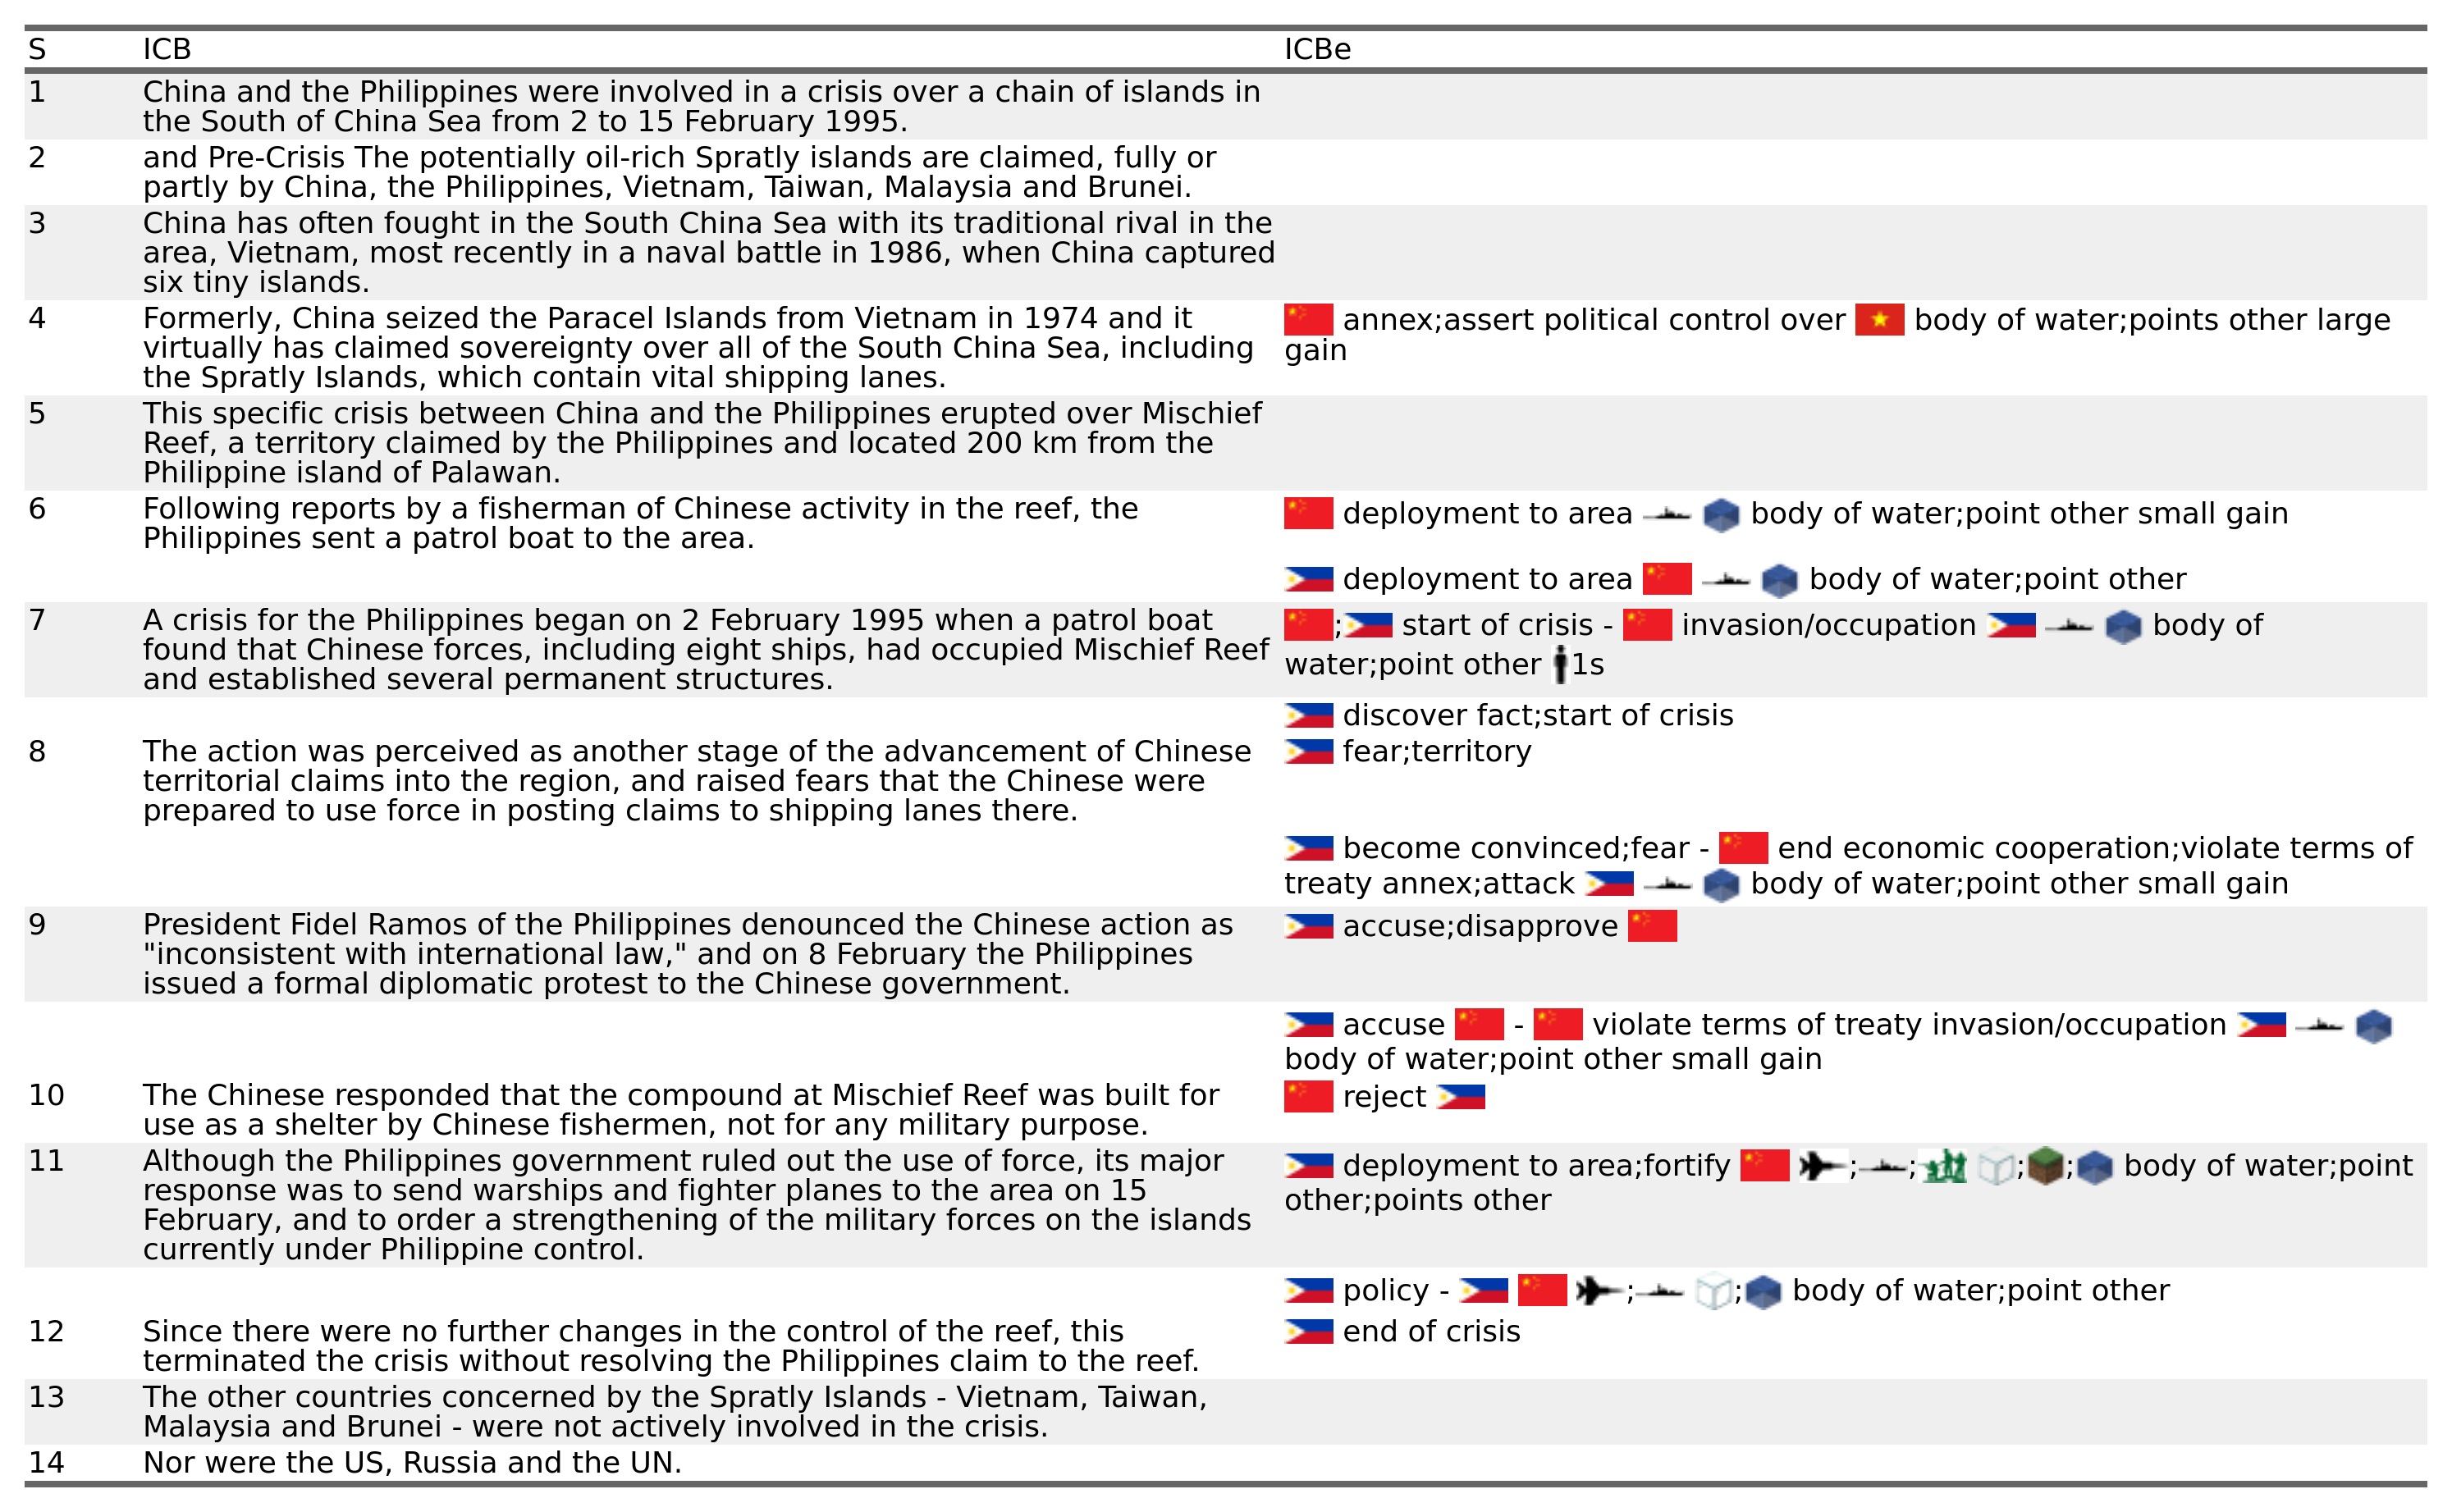 S ICB ICBe
1 China and the Philippines were involved in a crisis over a chain of islands in
the South of China Sea from 2 to 15 February 1995.
2 and Pre-Crisis The potentially oil-rich Spratly islands are claimed, fully or
partly by China, the Philippines, Vietnam, Taiwan, Malaysia and Brunei.
3 China has often fought in the South China Sea with its traditional rival in the
area, Vietnam, most recently in a naval battle in 1986, when China captured
six tiny islands.
4 Formerly, China seized the Paracel Islands from Vietnam in 1974 and it
virtually has claimed sovereignty over all of the South China Sea, including
the Spratly Islands, which contain vital shipping lanes.
annex;assert political control over body of water;points other large
gain
5 This specific crisis between China and the Philippines erupted over Mischief
Reef, a territory claimed by the Philippines and located 200 km from the
Philippine island of Palawan.
6 Following reports by a fisherman of Chinese activity in the reef, the
Philippines sent a patrol boat to the area.
deployment to area body of water;point other small gain
deployment to area body of water;point other
7 A crisis for the Philippines began on 2 February 1995 when a patrol boat
found that Chinese forces, including eight ships, had occupied Mischief Reef
and established several permanent structures.
; start of crisis - invasion/occupation body of
water;point other 1s
discover fact;start of crisis
8 The action was perceived as another stage of the advancement of Chinese
territorial claims into the region, and raised fears that the Chinese were
prepared to use force in posting claims to shipping lanes there.
fear;territory
become convinced;fear - end economic cooperation;violate terms of
treaty annex;attack body of water;point other small gain
9 President Fidel Ramos of the Philippines denounced the Chinese action as
"inconsistent with international law," and on 8 February the Philippines
issued a formal diplomatic protest to the Chinese government.
accuse;disapprove
accuse - violate terms of treaty invasion/occupation
body of water;point other small gain
10 The Chinese responded that the compound at Mischief Reef was built for
use as a shelter by Chinese fishermen, not for any military purpose.
reject
11 Although the Philippines government ruled out the use of force, its major
response was to send warships and fighter planes to the area on 15
February, and to order a strengthening of the military forces on the islands
currently under Philippine control.
deployment to area;fortify ; ; ; ; body of water;point
other;points other
policy - ; ; body of water;point other
12 Since there were no further changes in the control of the reef, this
terminated the crisis without resolving the Philippines claim to the reef.
end of crisis
13 The other countries concerned by the Spratly Islands - Vietnam, Taiwan,
Malaysia and Brunei - were not actively involved in the crisis.
14 Nor were the US, Russia and the UN.